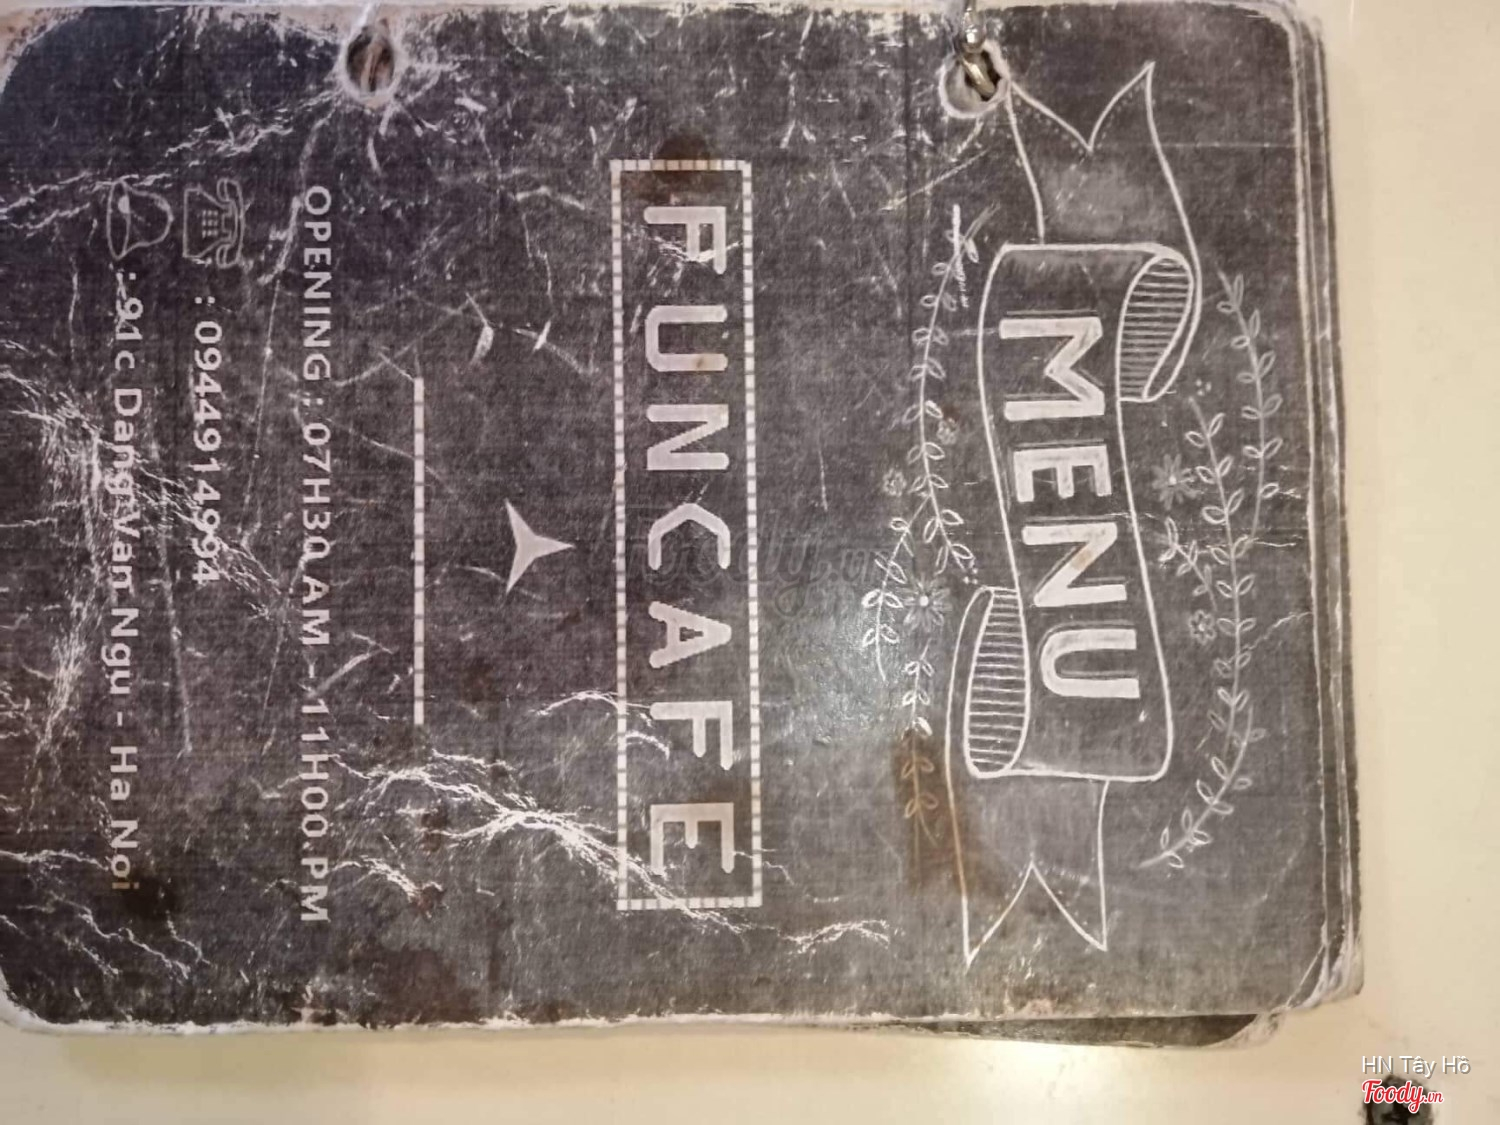 MENU
FUNCAFE
OPENING : 07H30 AM - 11H00.PM
: 0944914994
: 91c Dang Van Ngu - Ha Noi
HN Tây Hồ
Foody.vn